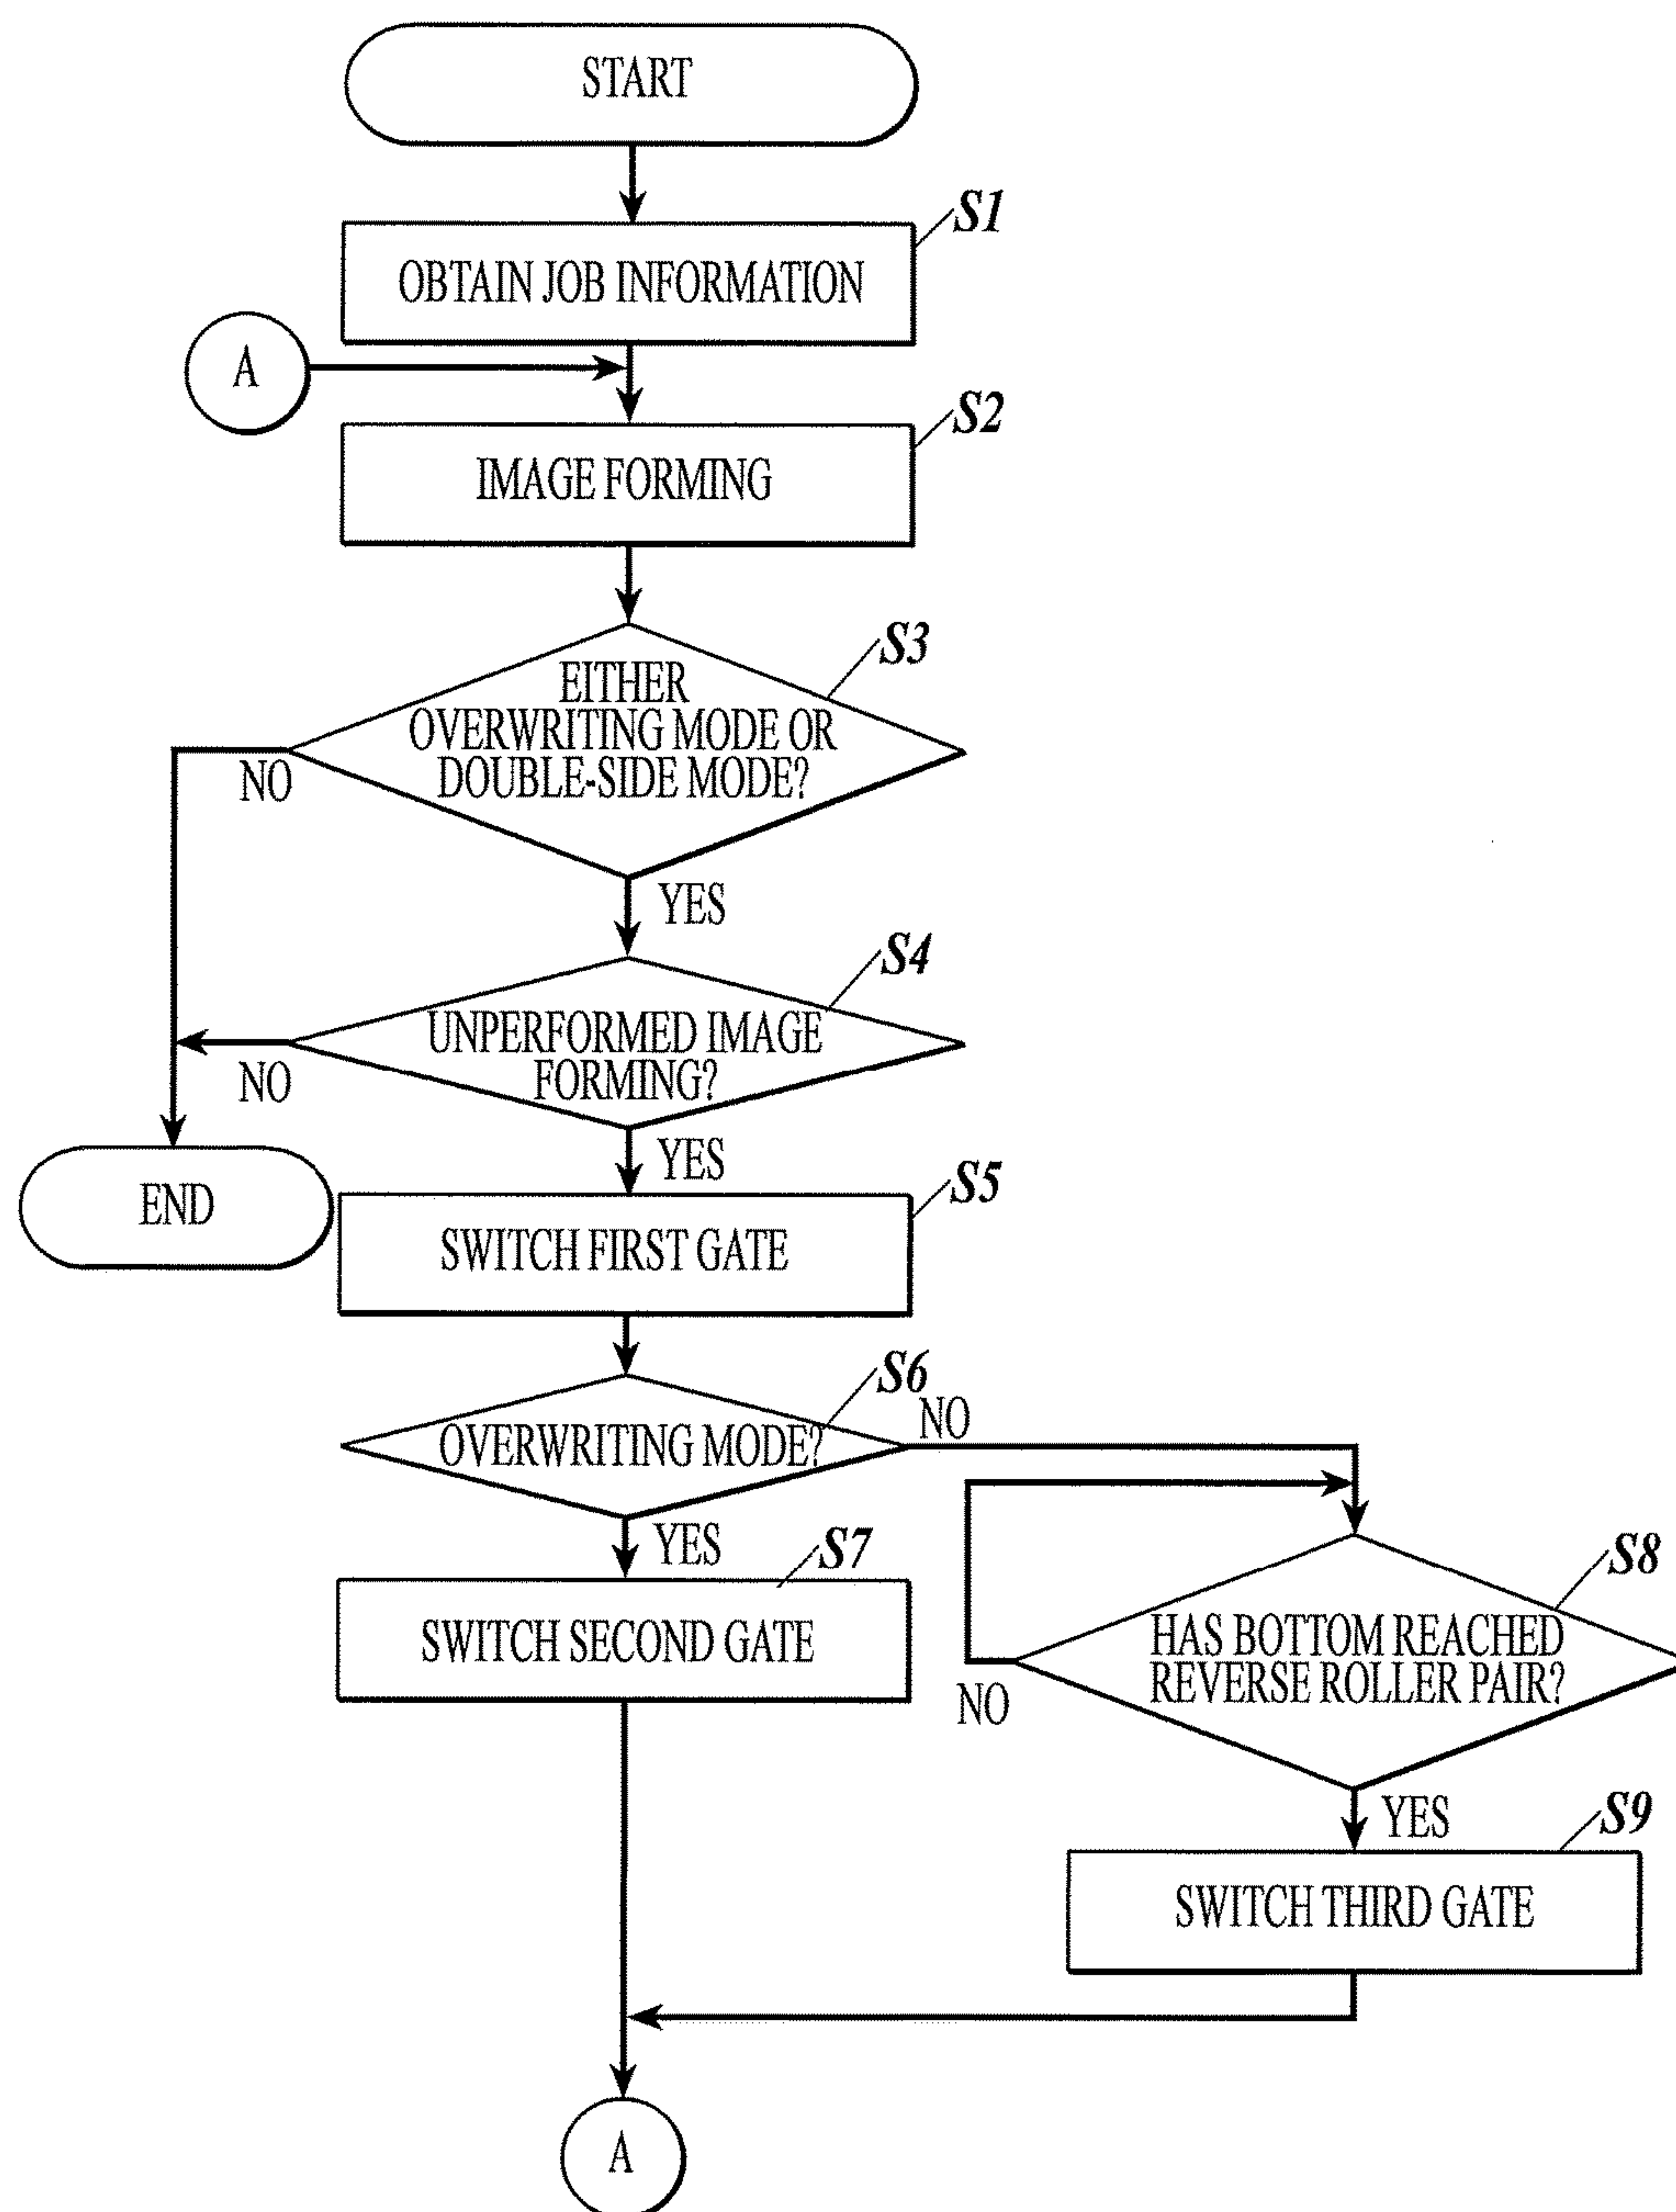 START
S1
OBTAIN JOB INFORMATION
A
S2
IMAGE FORMING
S3
EITHER
OVERWRITING MODE OR
DOUBLE-SIDE MODE?
NO
YES
S4
UNPERFORMED IMAGE
FORMING?
NO
YES
END
S5
SWITCH FIRST GATE
S6
OVERWRITING MODE?
NO
YES
S7
SWITCH SECOND GATE
S8
HAS BOTTOM REACHED
REVERSE ROLLER PAIR?
NO
YES
S9
SWITCH THIRD GATE
A